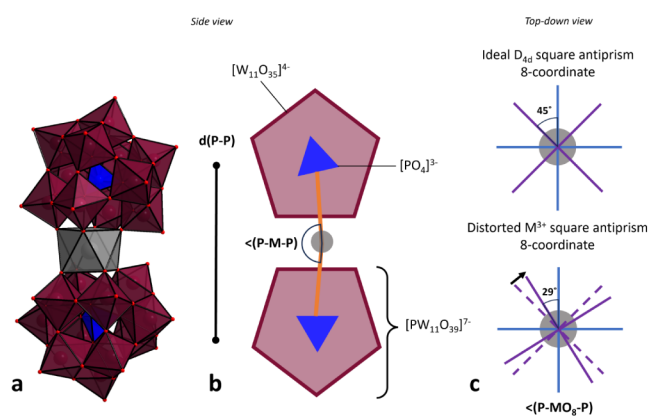 Side view
Top-down view
[W₁₁O₃₅]⁴⁻
d(P-P)
[PO₄]³⁻
<(P-M-P)
[PW₁₁O₃₉]⁷⁻
a
b
Ideal D₄d square antiprism
8-coordinate
45°
Distorted M³⁺ square antiprism
8-coordinate
29°
c
<(P-MO₈-P)